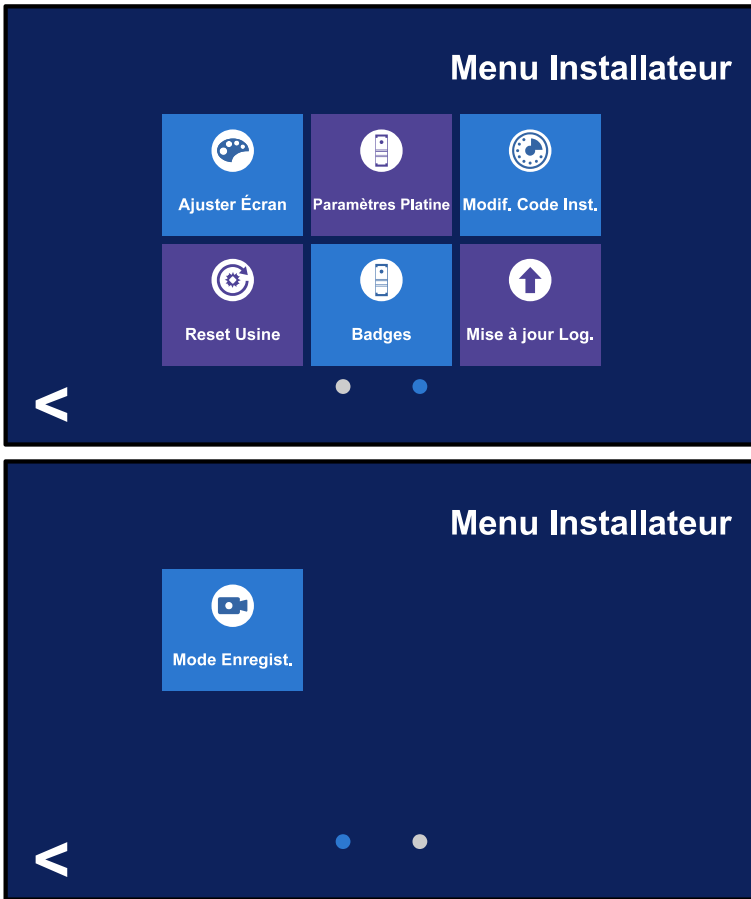 Menu Installateur
Ajuster Écran
Paramètres Platine
Modif. Code Inst.
Reset Usine
Badges
Mise à jour Log.
<
Menu Installateur
Mode Enregist.
<